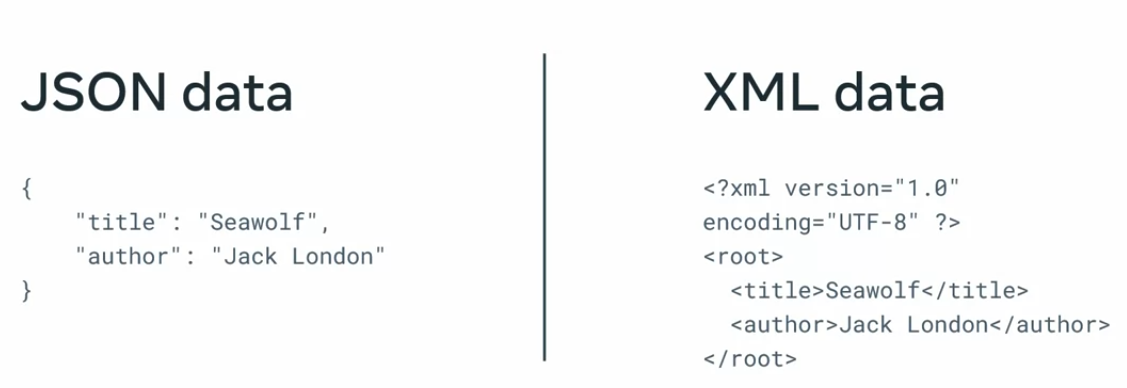 JSON data
{
    "title": "Seawolf",
    "author": "Jack London"
}
XML data
<?xml version="1.0"
encoding="UTF-8" ?>
<root>
  <title>Seawolf</title>
  <author>Jack London</author>
</root>